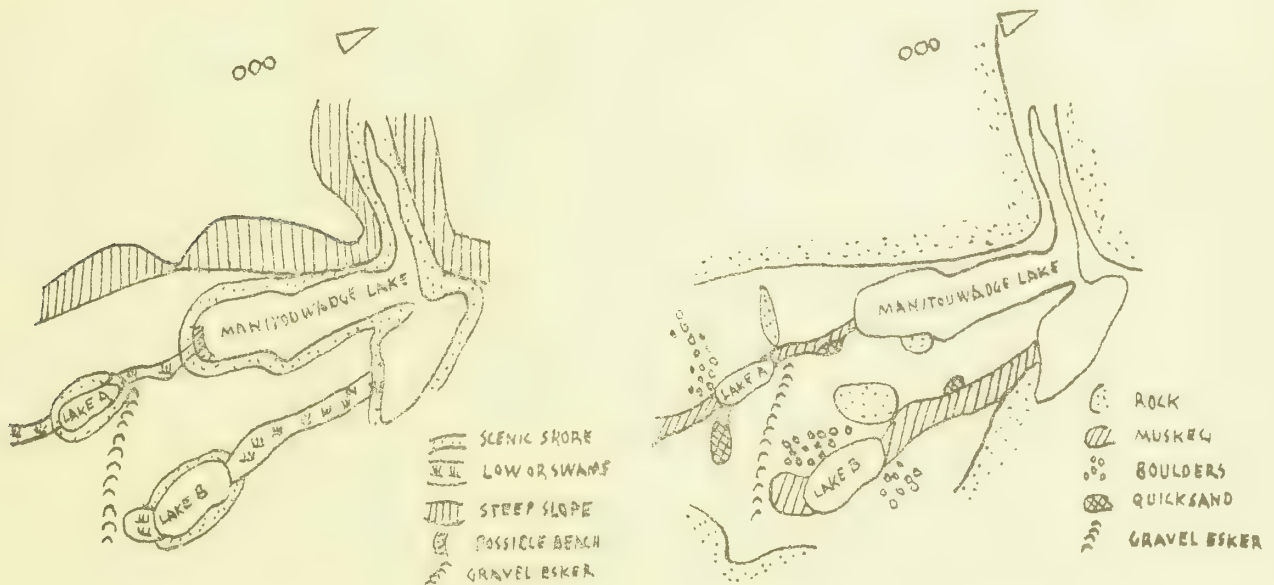 MANITOUWADGE LAKE
LAKE A
LAKE B
SCENIC SHORE
LOW OR SWAMP
STEEP SLOPE
POSSIBLE BEACH
GRAVEL ESKER
MANITOUWADGE LAKE
LAKE A
LAKE B
ROCK
MUSKEG
BOULDERS
QUICKSAND
GRAVEL ESKER